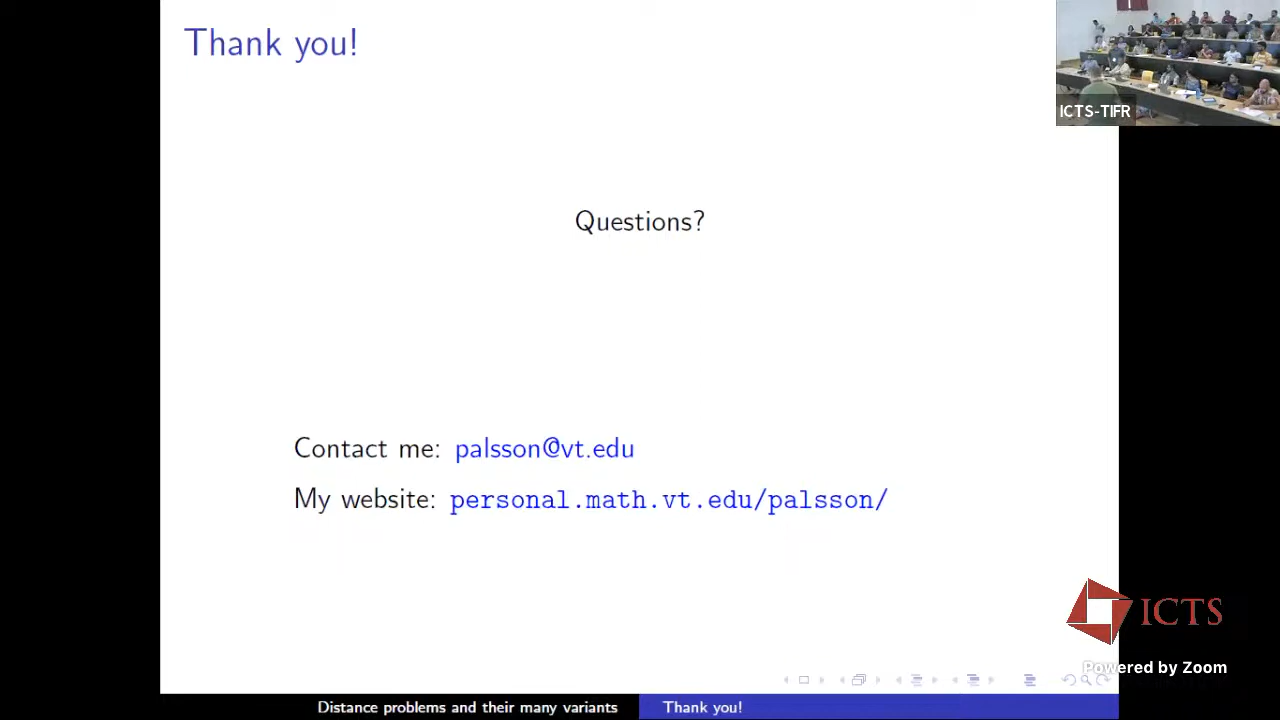 Thank you!
ICTS-TIFR
Questions?
Contact me: palsson@vt.edu
My website: personal.math.vt.edu/palsson/
ICTS
Powered by Zoom
Distance problems and their many variants
Thank you!